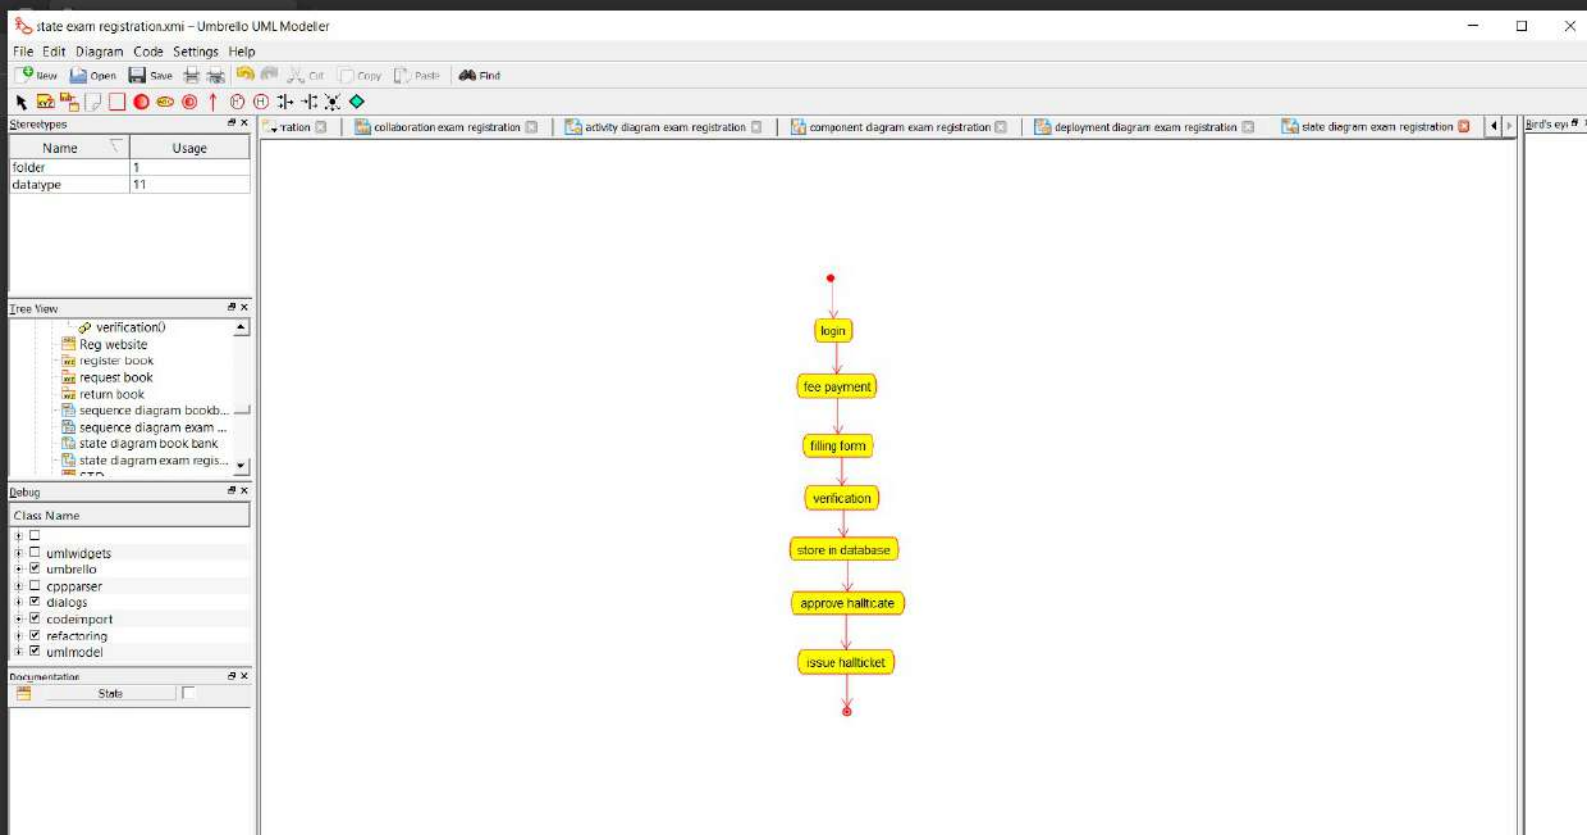 state exam registration.xmi – Umbrello UML Modeller
File Edit Diagram Code Settings Help
New Open Save Cut Copy Paste Find
Stereotypes
Name Usage
folder 1
datatype 11
ration collaboration exam registration activity diagram exam registration component diagram exam registration deployment diagram exam registration state diagram exam registration
Bird's eye
Tree View
verification()
Reg website
register book
request book
return book
sequence diagram bookb...
sequence diagram exam ...
state diagram book bank
state diagram exam regis...
Debug
Class Name
umlwidgets
umbrello
cppparser
dialogs
codeimport
refactoring
umlmodel
Documentation
State
login
fee payment
filling form
verification
store in database
approve hallticate
issue hallticket